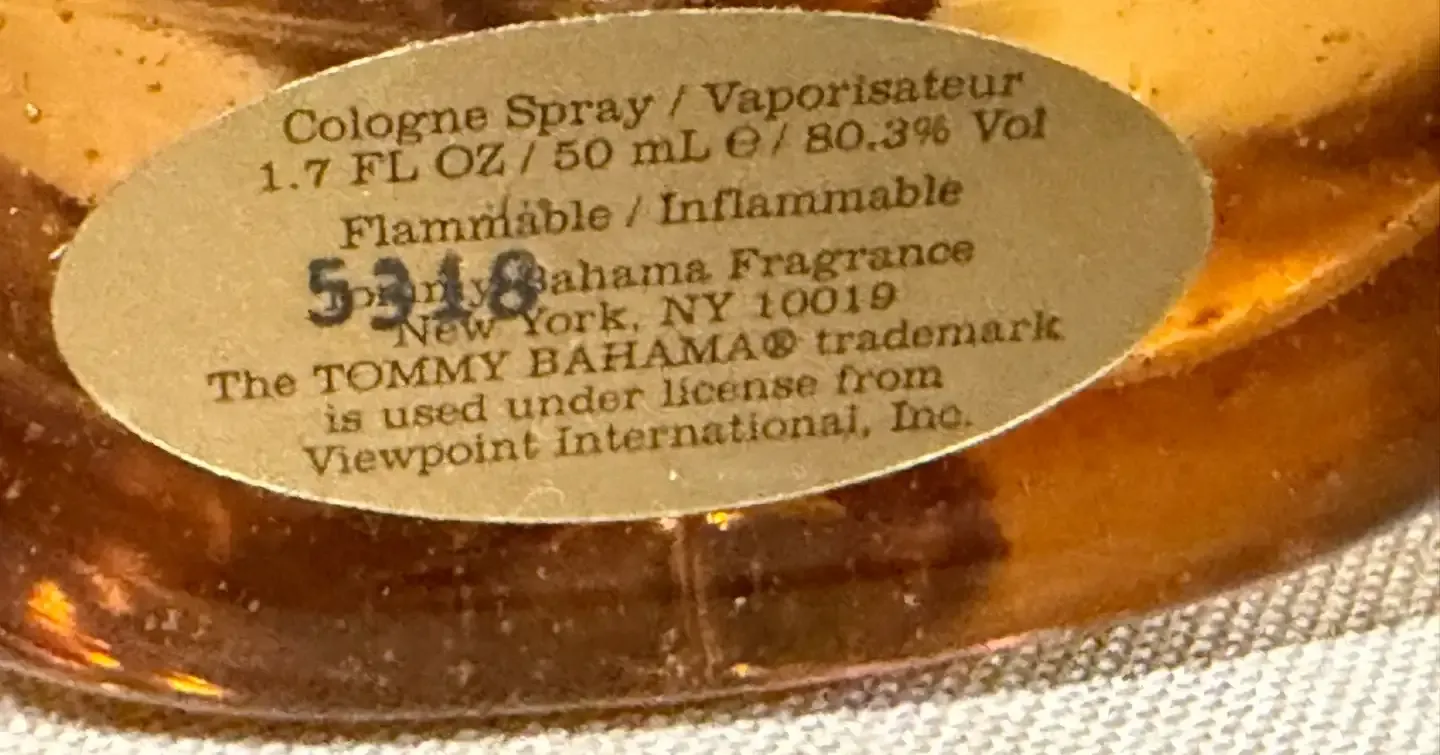 Cologne Spray / Vaporisateur
1.7 FL OZ / 50 mL ℮ / 80.3% Vol
Flammable / Inflammable
5318
Tommy Bahama Fragrance
New York, NY 10019
The TOMMY BAHAMA® trademark
is used under license from
Viewpoint International, Inc.